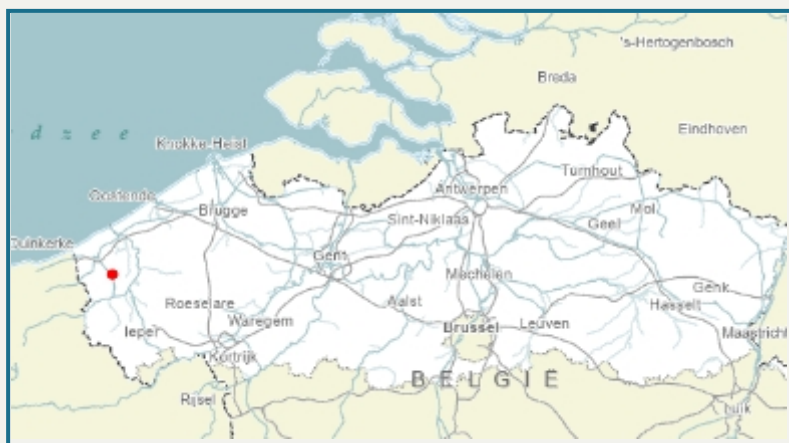 's-Hertogenbosch
Breda
d z e e
Eindhoven
Knokke-Heist
Turnhout
Oostende
Antwerpen
Brugge
Mol
Sint-Niklaas
Geel
Duinkerke
Gent
Mechelen
Genk
Roeselare
Aalst
Hasselt
Waregem
Ieper
Brussel
Leuven
Maastricht
Kortrijk
BELGIË
Rijsel
Luik